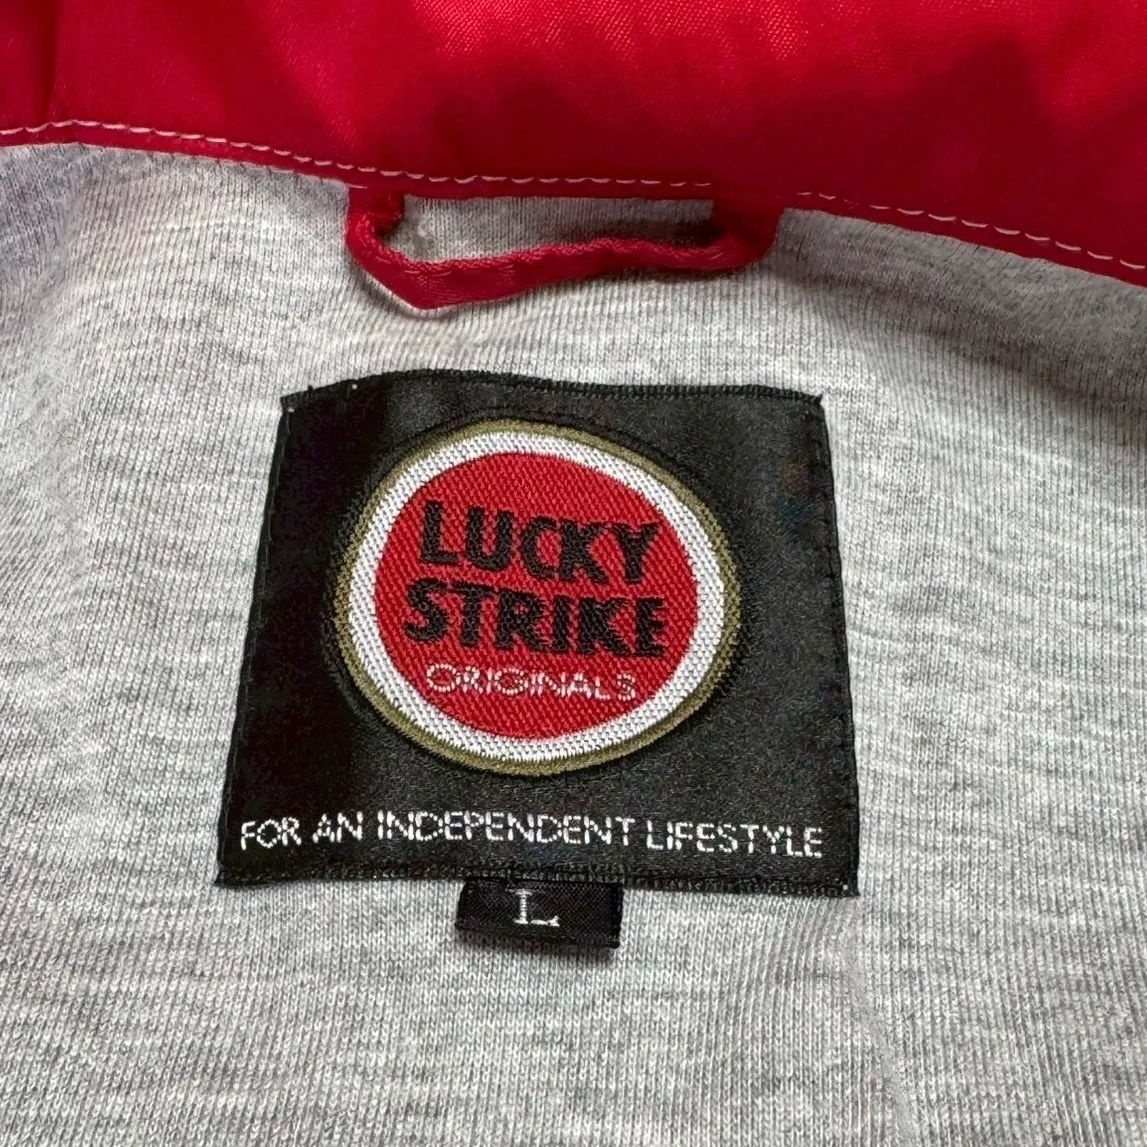 LUCKY
STRIKE
ORIGINALS
FOR AN INDEPENDENT LIFESTYLE
L